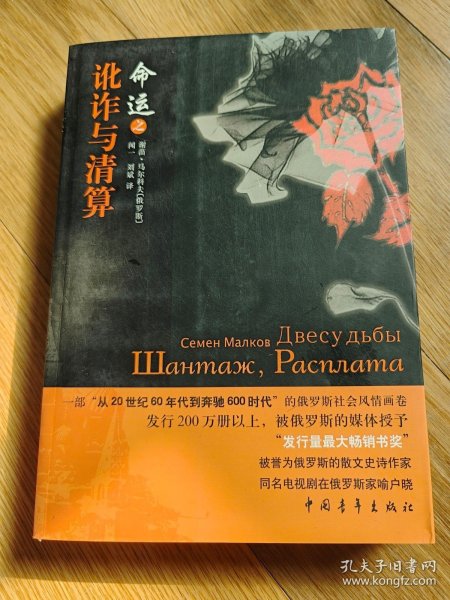 命运之
讹诈与清算
谢苗·马尔科夫(俄罗斯)
闻一 刘斌 译
Семен Малков Двесудьбы
Шантаж, Расплата
一部“从20世纪60年代到奔驰600时代”的俄罗斯社会风情画卷
发行200万册以上，被俄罗斯的媒体授予
“发行量最大畅销书奖”
被誉为俄罗斯的散文史诗作家
同名电视剧在俄罗斯家喻户晓
中国青年出版社
孔夫子旧书网
www.kongfz.com